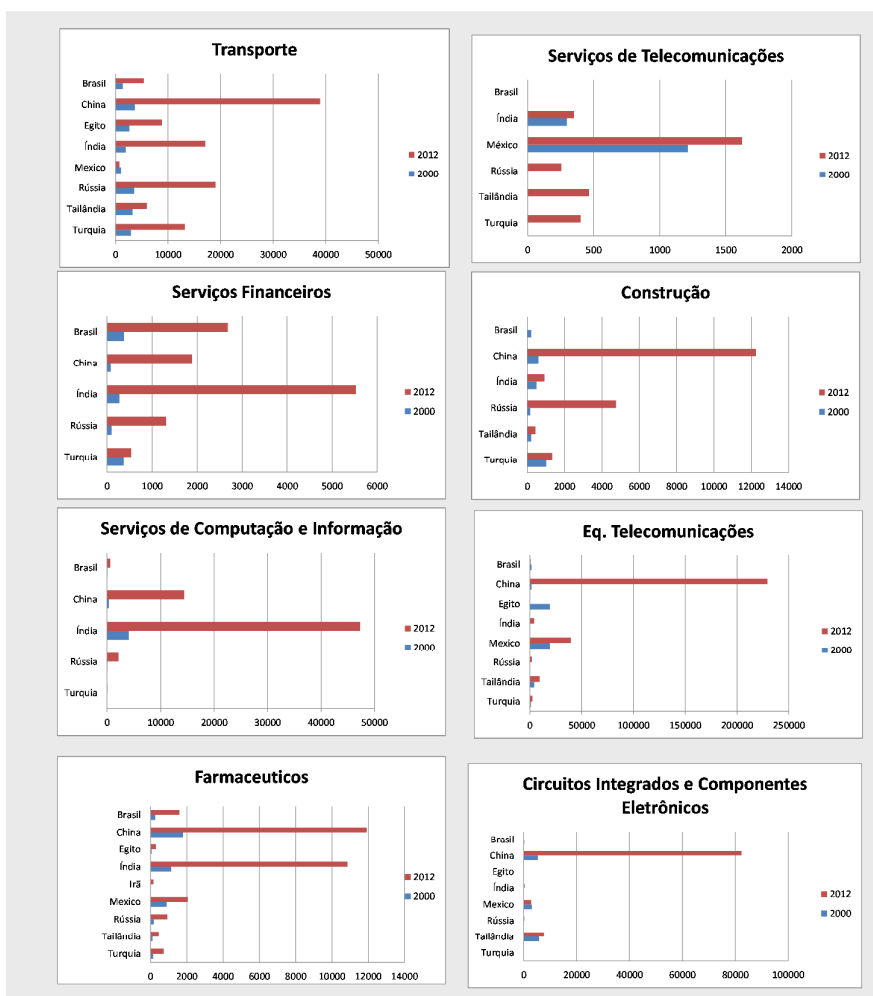 Transporte
Brasil
China
Egito
Índia
Mexico
Rússia
Tailândia
Turquia
0 10000 20000 30000 40000 50000
2012
2000
Serviços de Telecomunicações
Brasil
Índia
México
Rússia
Tailândia
Turquia
0 500 1000 1500 2000
2012
2000
Serviços Financeiros
Brasil
China
Índia
Rússia
Turquia
0 1000 2000 3000 4000 5000 6000
2012
2000
Construção
Brasil
China
Índia
Rússia
Tailândia
Turquia
0 2000 4000 6000 8000 10000 12000 14000
2012
2000
Serviços de Computação e Informação
Brasil
China
Índia
Rússia
Turquia
0 10000 20000 30000 40000 50000
2012
2000
Eq. Telecomunicações
Brasil
China
Egito
Índia
Mexico
Rússia
Tailândia
Turquia
0 50000 100000 150000 200000 250000
2012
2000
Farmaceuticos
Brasil
China
Egito
Índia
Irã
Mexico
Rússia
Tailândia
Turquia
0 2000 4000 6000 8000 10000 12000 14000
2012
2000
Circuitos Integrados e Componentes
Eletrônicos
Brasil
China
Egito
Índia
Mexico
Rússia
Tailândia
Turquia
0 20000 40000 60000 80000 100000
2012
2000